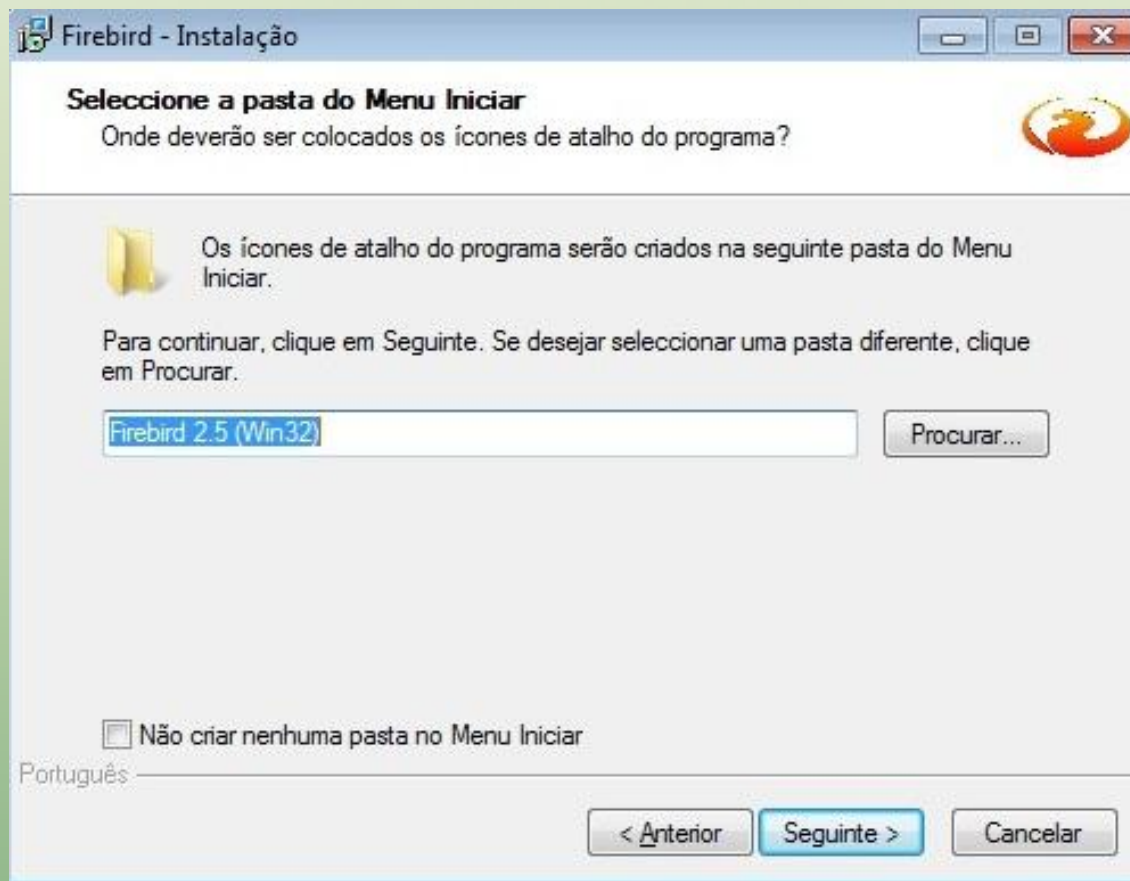 Firebird - Instalação
Seleccione a pasta do Menu Iniciar
Onde deverão ser colocados os ícones de atalho do programa?
Os ícones de atalho do programa serão criados na seguinte pasta do Menu
Iniciar.
Para continuar, clique em Seguinte. Se desejar seleccionar uma pasta diferente, clique
em Procurar.
Firebird 2.5 (Win32)
Procurar...
Não criar nenhuma pasta no Menu Iniciar
Português
< Anterior
Seguinte >
Cancelar